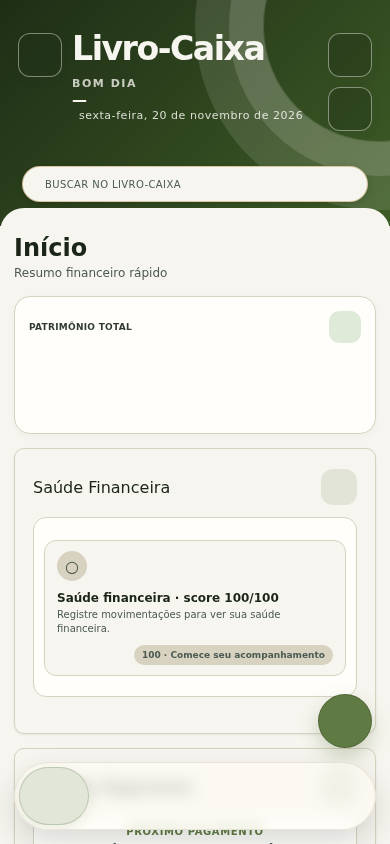 Livro-Caixa
BOM DIA
—
sexta-feira, 20 de novembro de 2026
BUSCAR NO LIVRO-CAIXA
Início
Resumo financeiro rápido
PATRIMÔNIO TOTAL
Saúde Financeira
Saúde financeira · score 100/100
Registre movimentações para ver sua saúde
financeira.
100 · Comece seu acompanhamento
PRÓXIMO PAGAMENTO